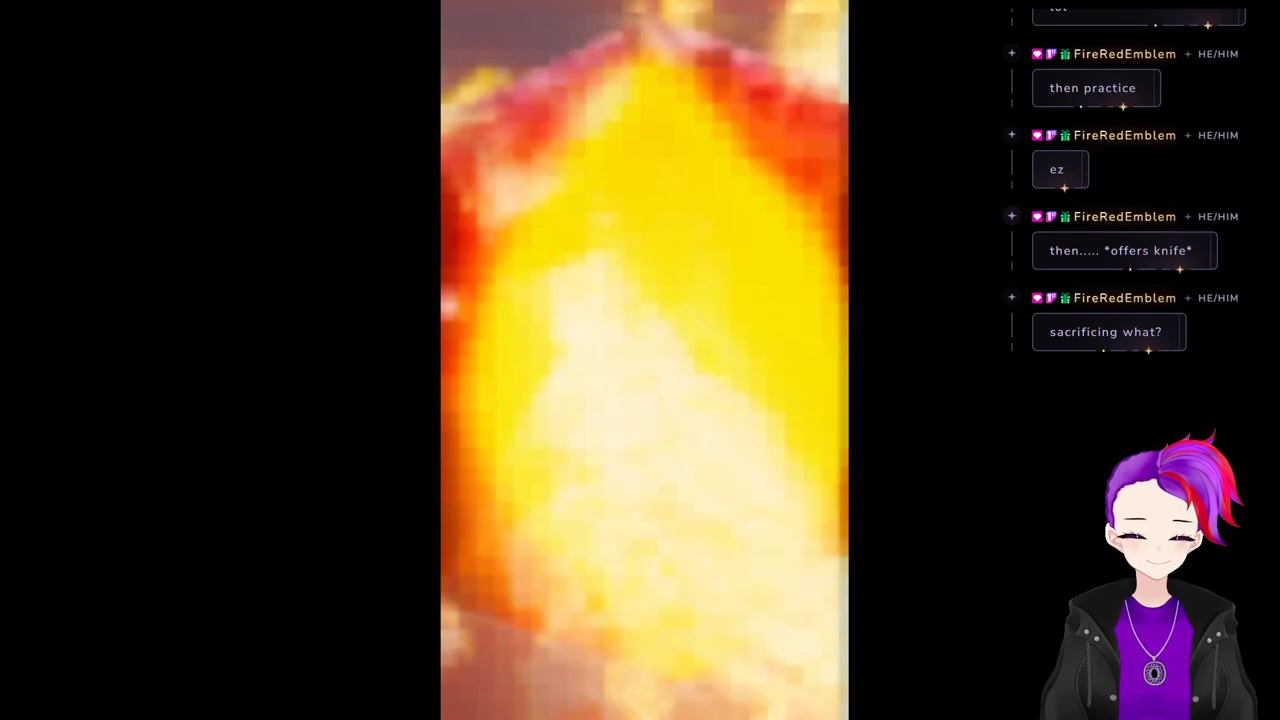 FireRedEmblem + HE/HIM
then practice
FireRedEmblem + HE/HIM
ez
FireRedEmblem + HE/HIM
then..... *offers knife*
FireRedEmblem + HE/HIM
sacrificing what?